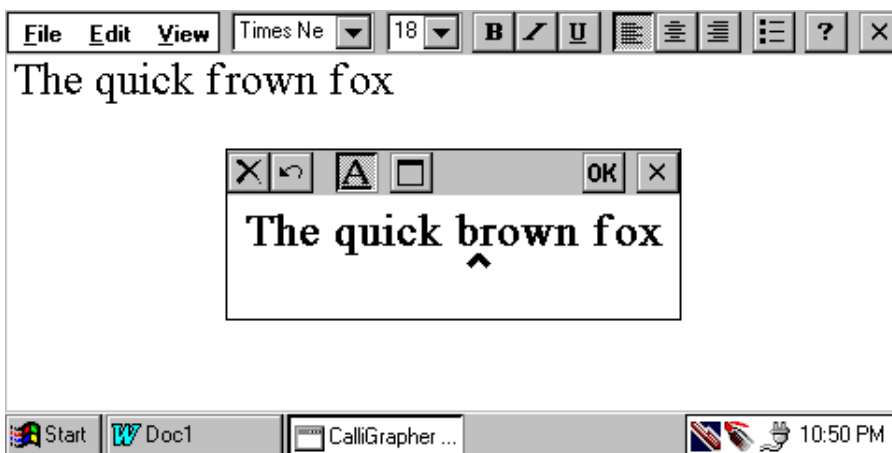 File Edit View Times Ne 18 B I U ? ×
The quick frown fox
A OK ×
The quick brown fox
^
Start Doc1 CalliGrapher ... 10:50 PM